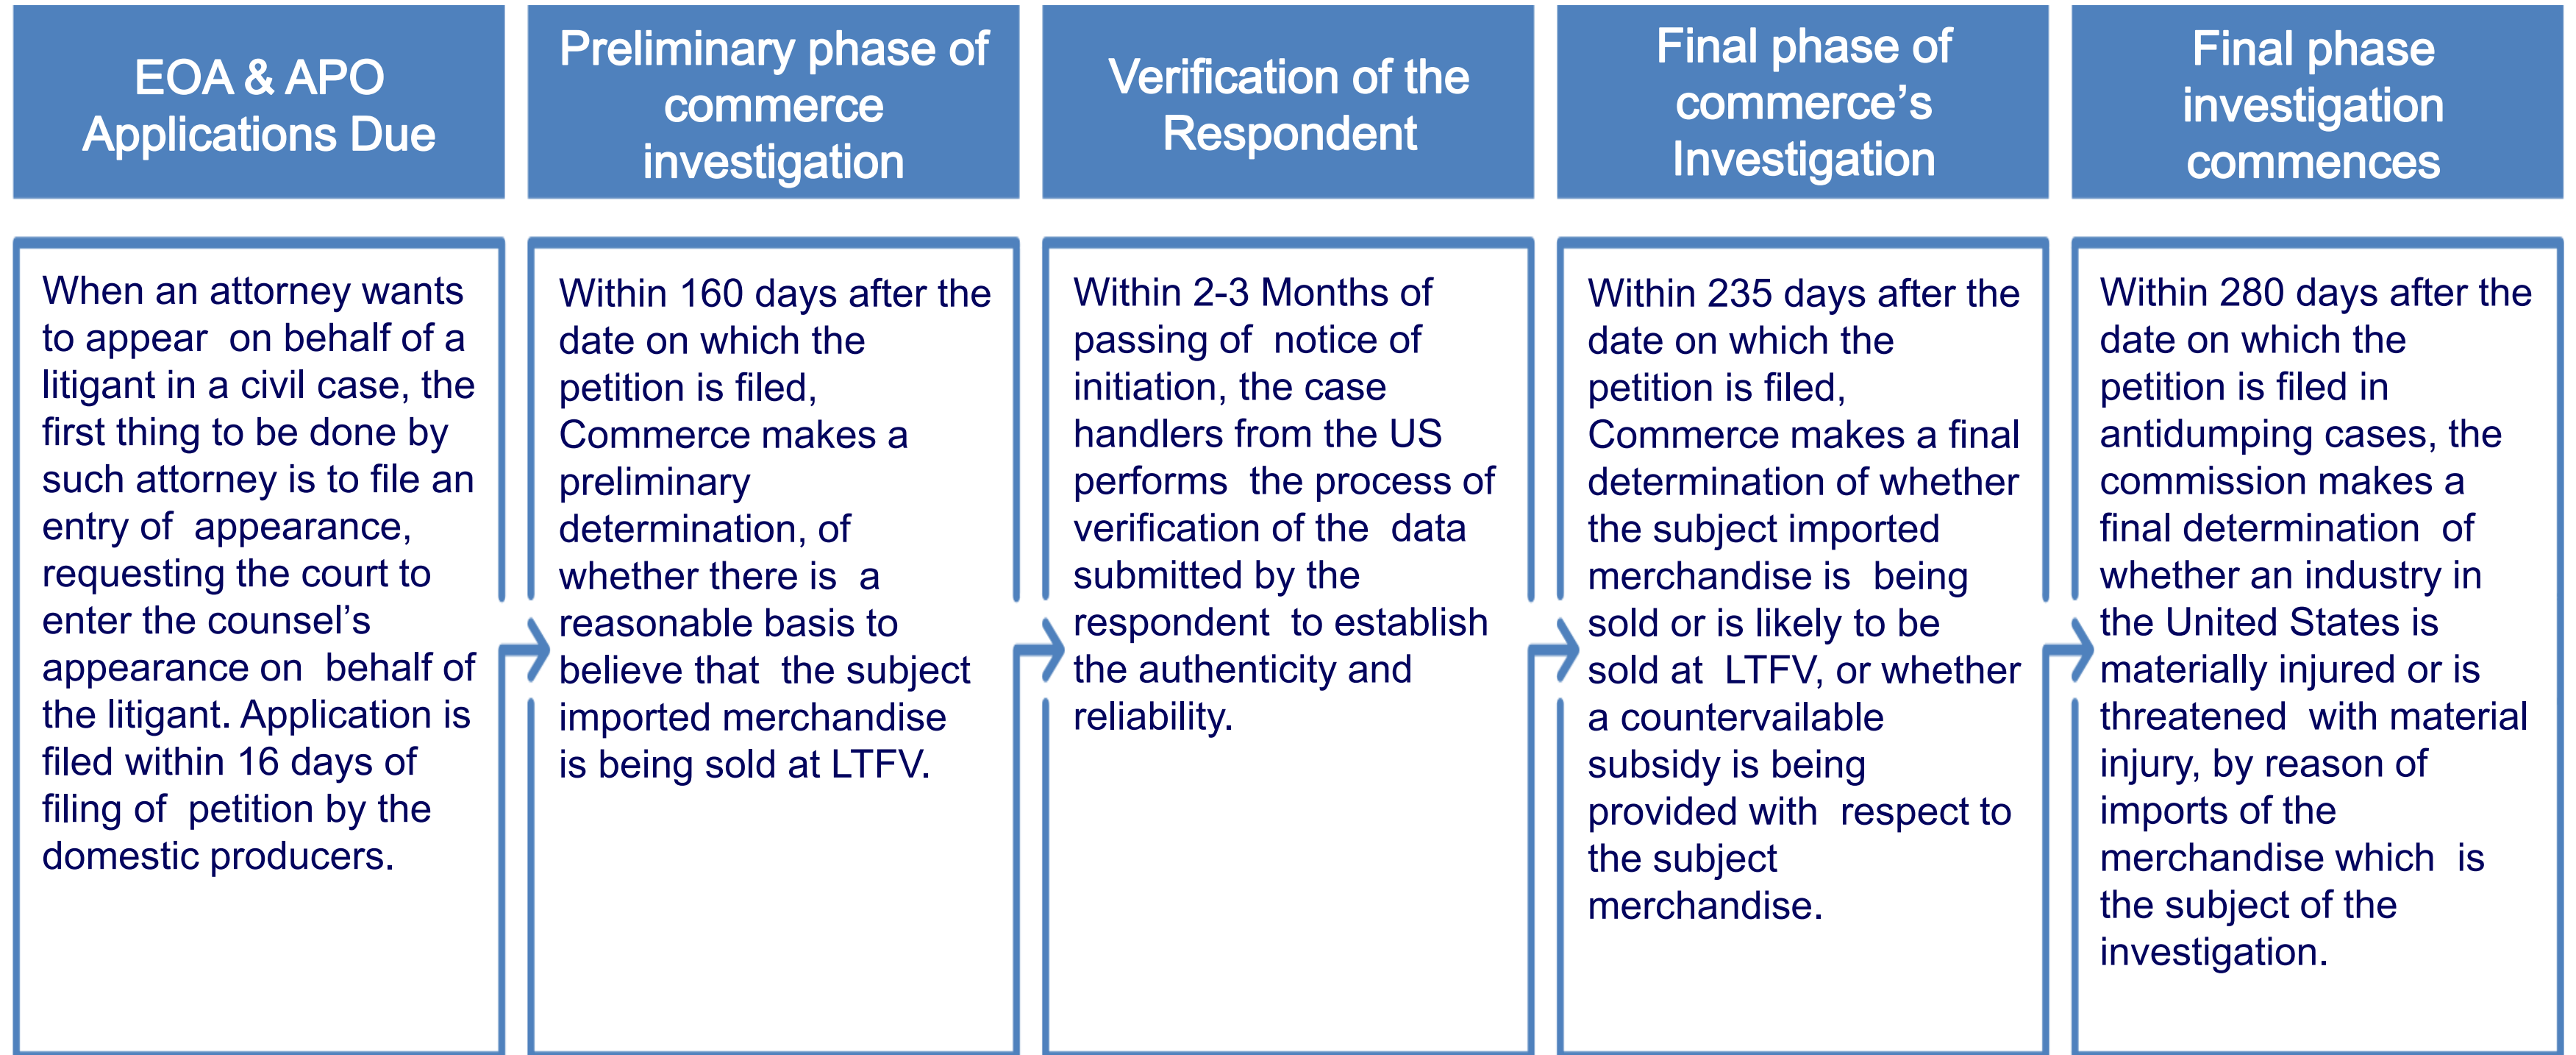 EOA & APO
Applications Due
When an attorney wants
to appear on behalf of a
litigant in a civil case, the
first thing to be done by
such attorney is to file an
entry of appearance,
requesting the court to
enter the counsel’s
appearance on behalf of
the litigant. Application is
filed within 16 days of
filing of petition by the
domestic producers.
Preliminary phase of
commerce
investigation
Within 160 days after the
date on which the
petition is filed,
Commerce makes a
preliminary
determination, of
whether there is a
reasonable basis to
believe that the subject
imported merchandise
is being sold at LTFV.
Verification of the
Respondent
Within 2-3 Months of
passing of notice of
initiation, the case
handlers from the US
performs the process of
verification of the data
submitted by the
respondent to establish
the authenticity and
reliability.
Final phase of
commerce’s
Investigation
Within 235 days after the
date on which the
petition is filed,
Commerce makes a final
determination of whether
the subject imported
merchandise is being
sold or is likely to be
sold at LTFV, or whether
a countervailable
subsidy is being
provided with respect to
the subject
merchandise.
Final phase
investigation
commences
Within 280 days after the
date on which the
petition is filed in
antidumping cases, the
commission makes a
final determination of
whether an industry in
the United States is
materially injured or is
threatened with material
injury, by reason of
imports of the
merchandise which is
the subject of the
investigation.